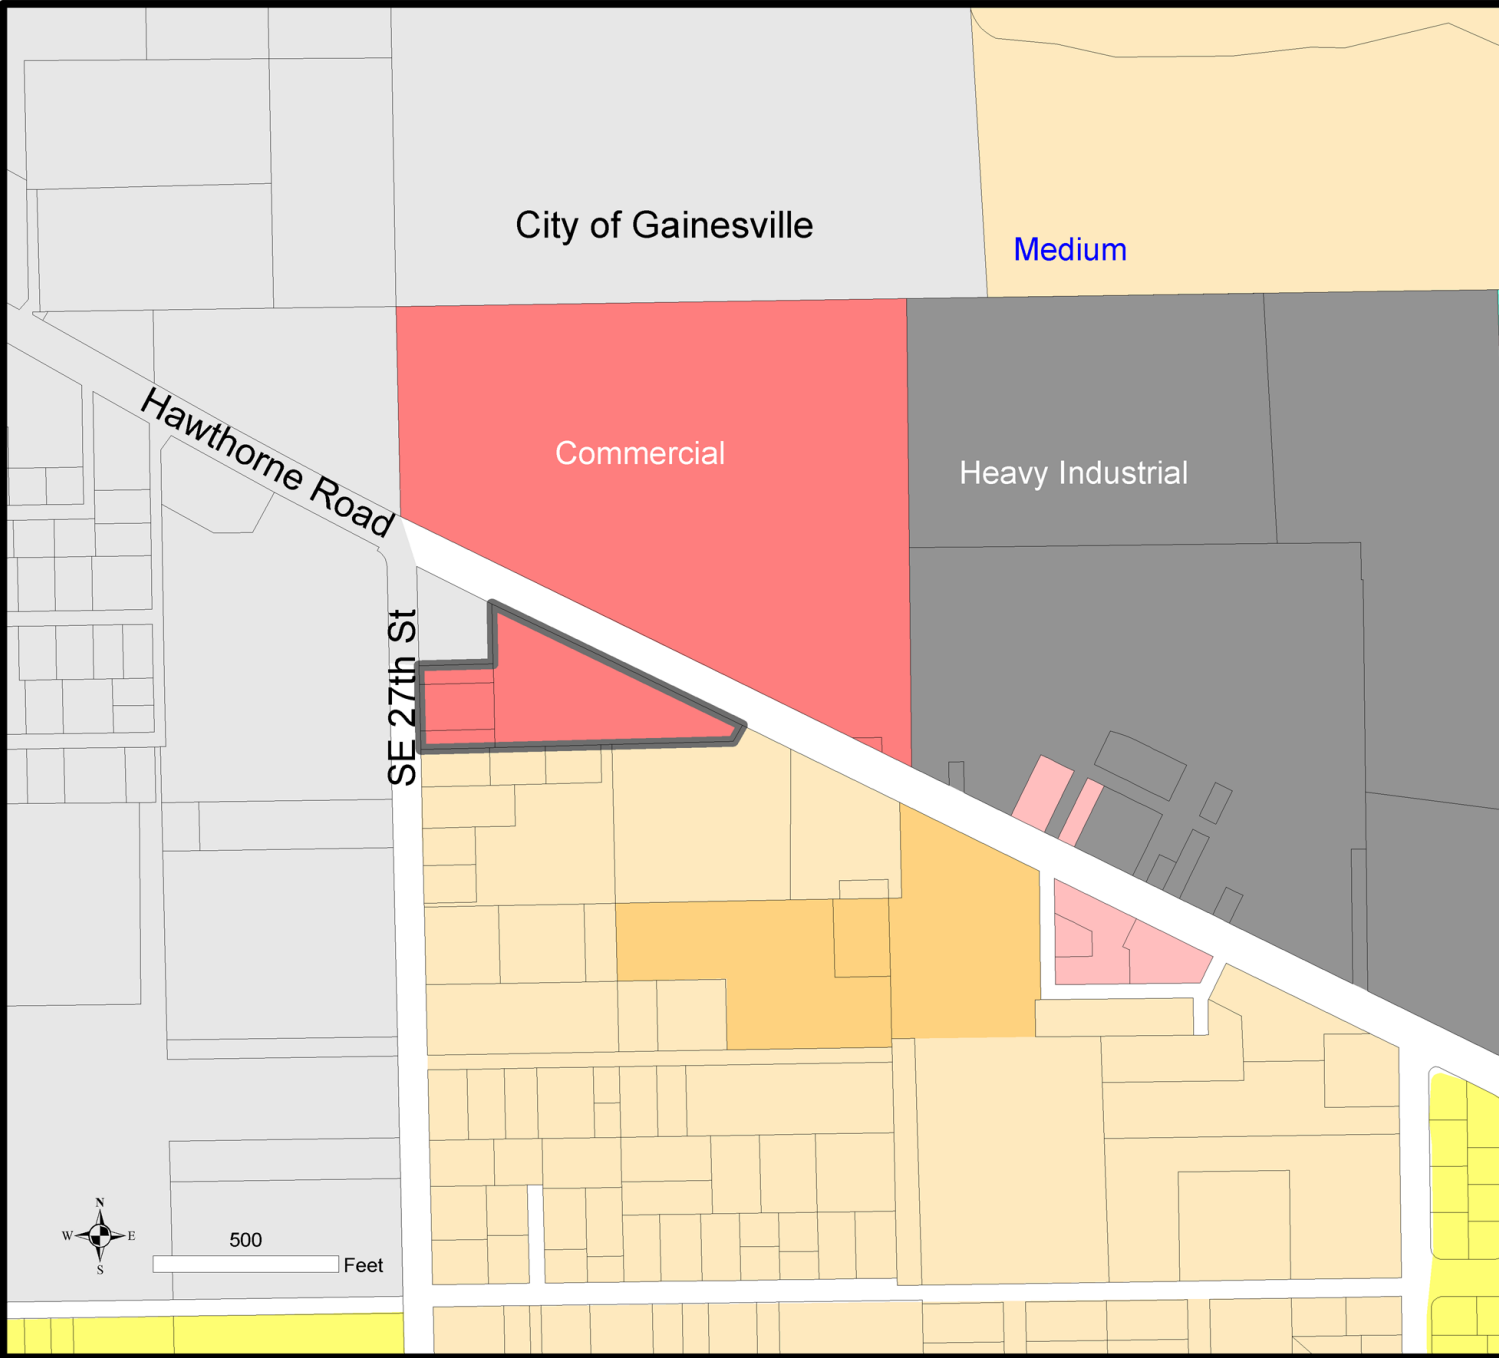 City of Gainesville
Medium
Hawthorne Road
Commercial
Heavy Industrial
SE 27th St
N
W E
S
500
Feet